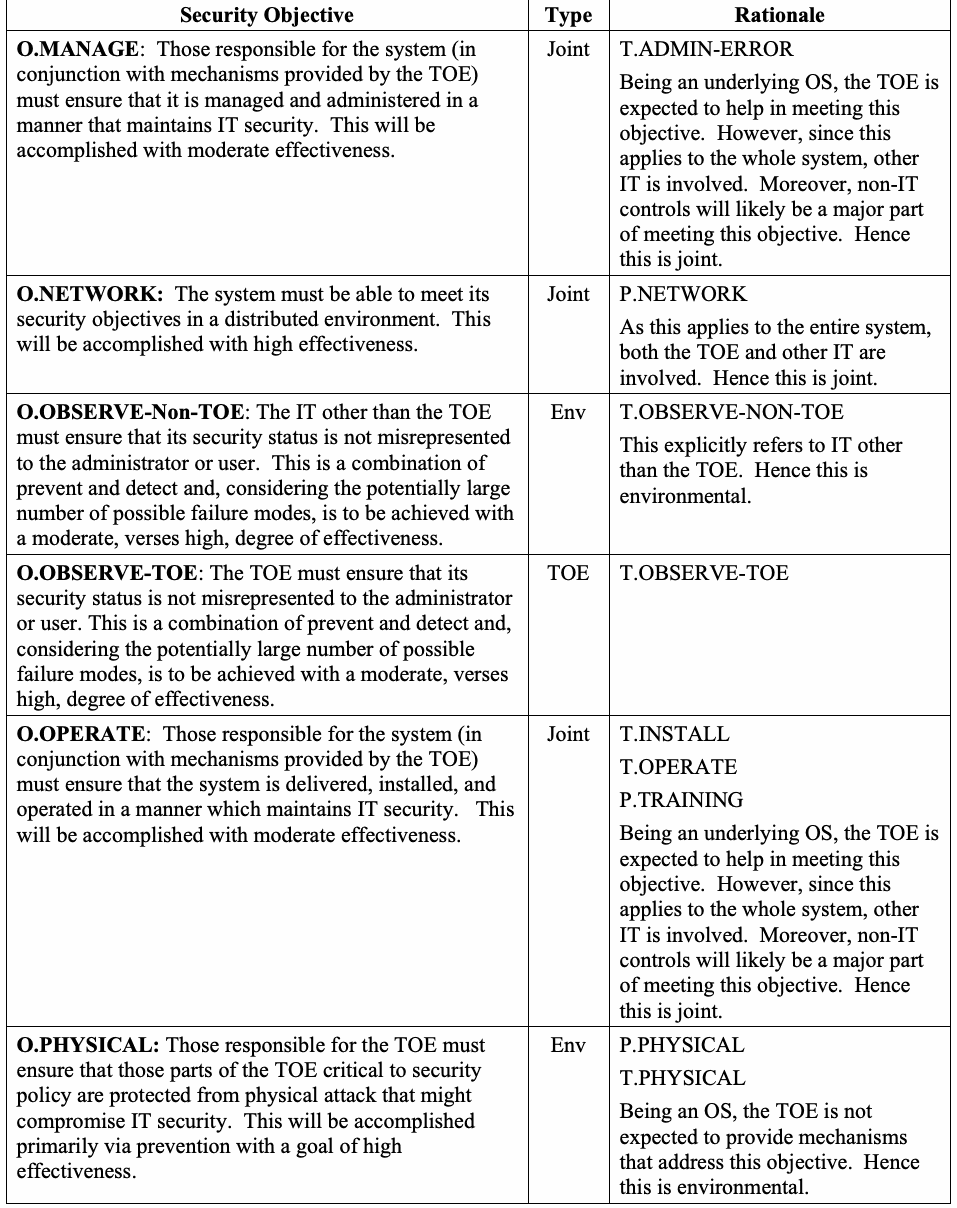 Security Objective Type Rationale
O.MANAGE:  Those responsible for the system (in
conjunction with mechanisms provided by the TOE)
must ensure that it is managed and administered in a
manner that maintains IT security.  This will be
accomplished with moderate effectiveness.
Joint
T.ADMIN-ERROR
Being an underlying OS, the TOE is
expected to help in meeting this
objective.  However, since this
applies to the whole system, other
IT is involved.  Moreover, non-IT
controls will likely be a major part
of meeting this objective.  Hence
this is joint.
O.NETWORK:  The system must be able to meet its
security objectives in a distributed environment.  This
will be accomplished with high effectiveness.
Joint
P.NETWORK
As this applies to the entire system,
both the TOE and other IT are
involved.  Hence this is joint.
O.OBSERVE-Non-TOE: The IT other than the TOE
must ensure that its security status is not misrepresented
to the administrator or user.  This is a combination of
prevent and detect and, considering the potentially large
number of possible failure modes, is to be achieved with
a moderate, verses high, degree of effectiveness.
Env
T.OBSERVE-NON-TOE
This explicitly refers to IT other
than the TOE.  Hence this is
environmental.
O.OBSERVE-TOE: The TOE must ensure that its
security status is not misrepresented to the administrator
or user. This is a combination of prevent and detect and,
considering the potentially large number of possible
failure modes, is to be achieved with a moderate, verses
high, degree of effectiveness.
TOE
T.OBSERVE-TOE
O.OPERATE:  Those responsible for the system (in
conjunction with mechanisms provided by the TOE)
must ensure that the system is delivered, installed, and
operated in a manner which maintains IT security.   This
will be accomplished with moderate effectiveness.
Joint
T.INSTALL
T.OPERATE
P.TRAINING
Being an underlying OS, the TOE is
expected to help in meeting this
objective.  However, since this
applies to the whole system, other
IT is involved.  Moreover, non-IT
controls will likely be a major part
of meeting this objective.  Hence
this is joint.
O.PHYSICAL: Those responsible for the TOE must
ensure that those parts of the TOE critical to security
policy are protected from physical attack that might
compromise IT security.  This will be accomplished
primarily via prevention with a goal of high
effectiveness.
Env
P.PHYSICAL
T.PHYSICAL
Being an OS, the TOE is not
expected to provide mechanisms
that address this objective.  Hence
this is environmental.